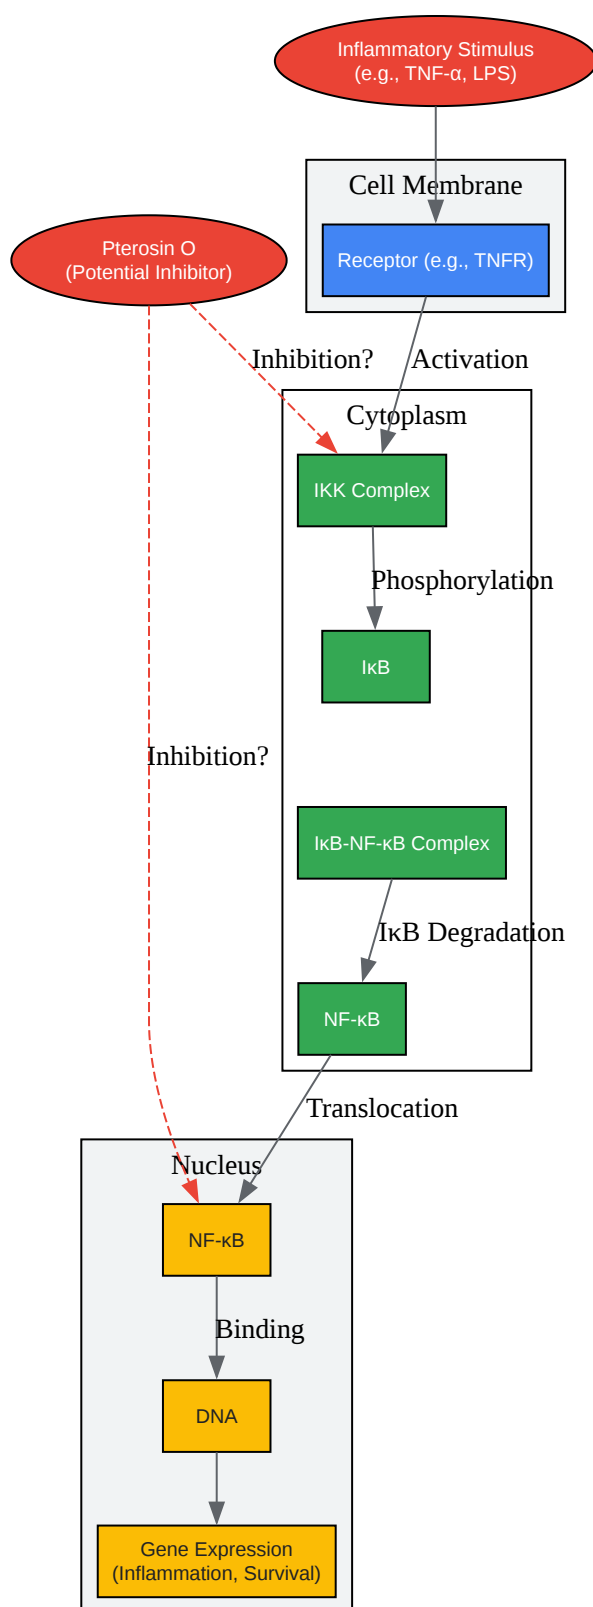 Inflammatory Stimulus
(e.g., TNF-α, LPS)
Cell Membrane
Pterosin O
(Potential Inhibitor)
Receptor (e.g., TNFR)
Inhibition?
Activation
Cytoplasm
IKK Complex
Phosphorylation
IκB
Inhibition?
IκB-NF-κB Complex
IκB Degradation
NF-κB
Translocation
Nucleus
NF-κB
Binding
DNA
Gene Expression
(Inflammation, Survival)